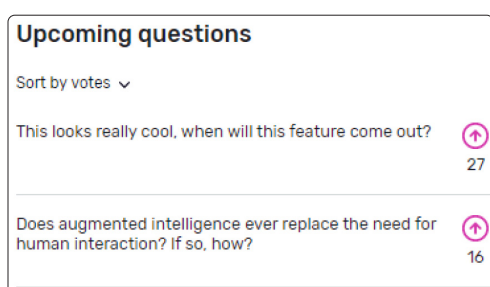 Upcoming questions
Sort by votes
This looks really cool, when will this feature come out?
27
Does augmented intelligence ever replace the need for
human interaction? If so, how?
16